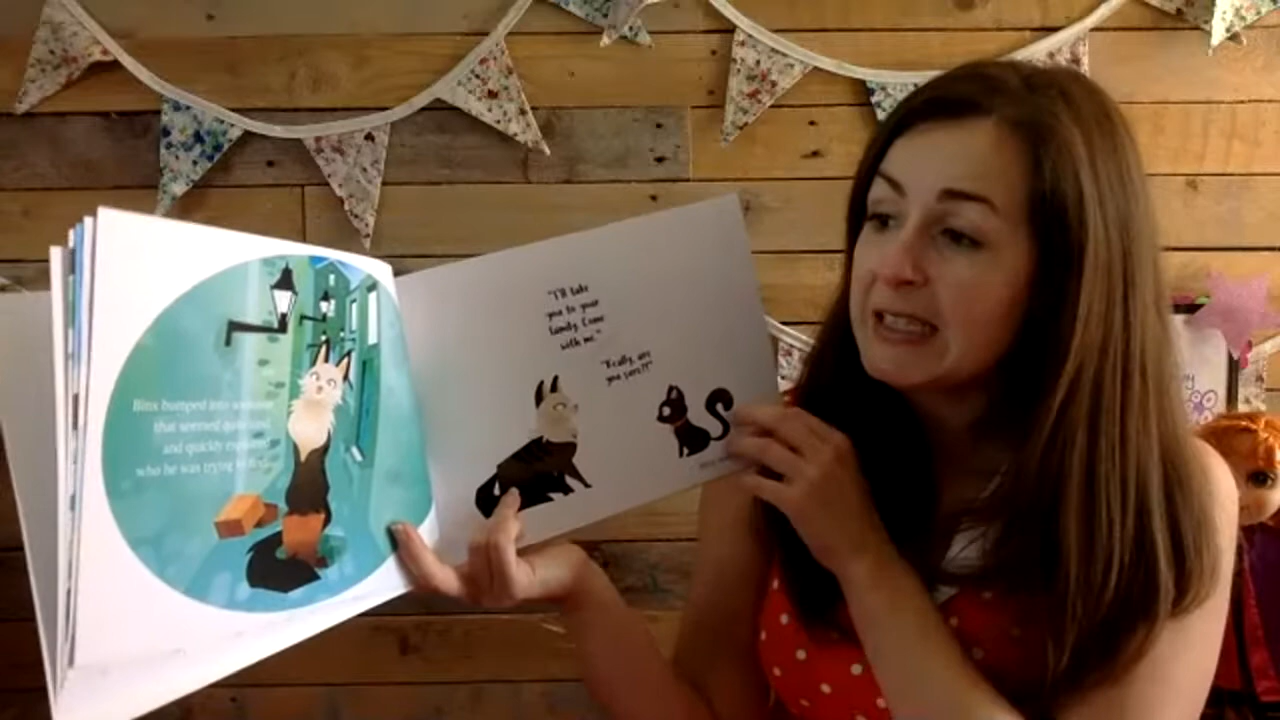 Binx bumped into someone
that seemed quite kind
and quickly explained
who he was trying to find.
"I'll take
you to your
family. Come
with me."
"Really, are
you sure?!"